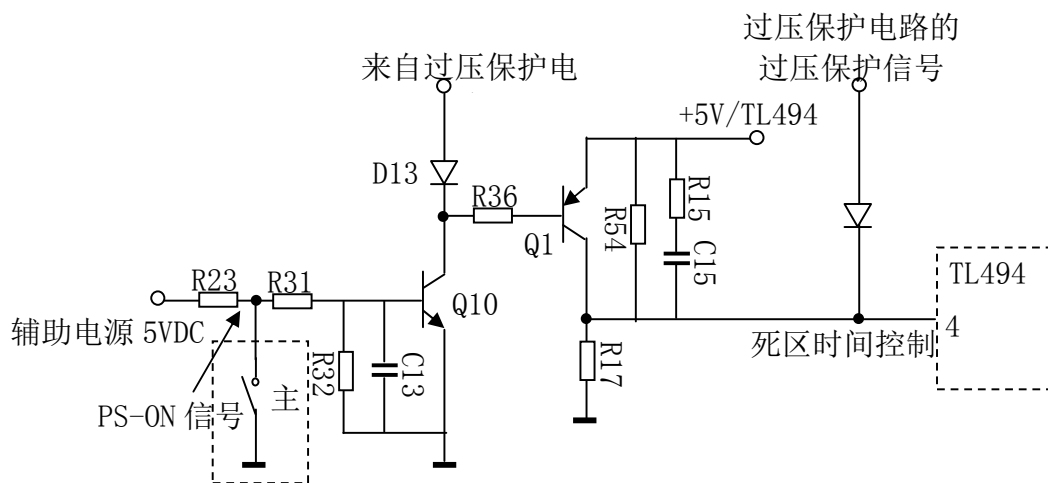 过压保护电路的
过压保护信号
来自过压保护电
+5V/TL494
D13
R36
R15
R54
Q1
C15
TL494
R23
R31
Q10
辅助电源 5VDC
死区时间控制
4
R32
C13
R17
主
PS-ON 信号